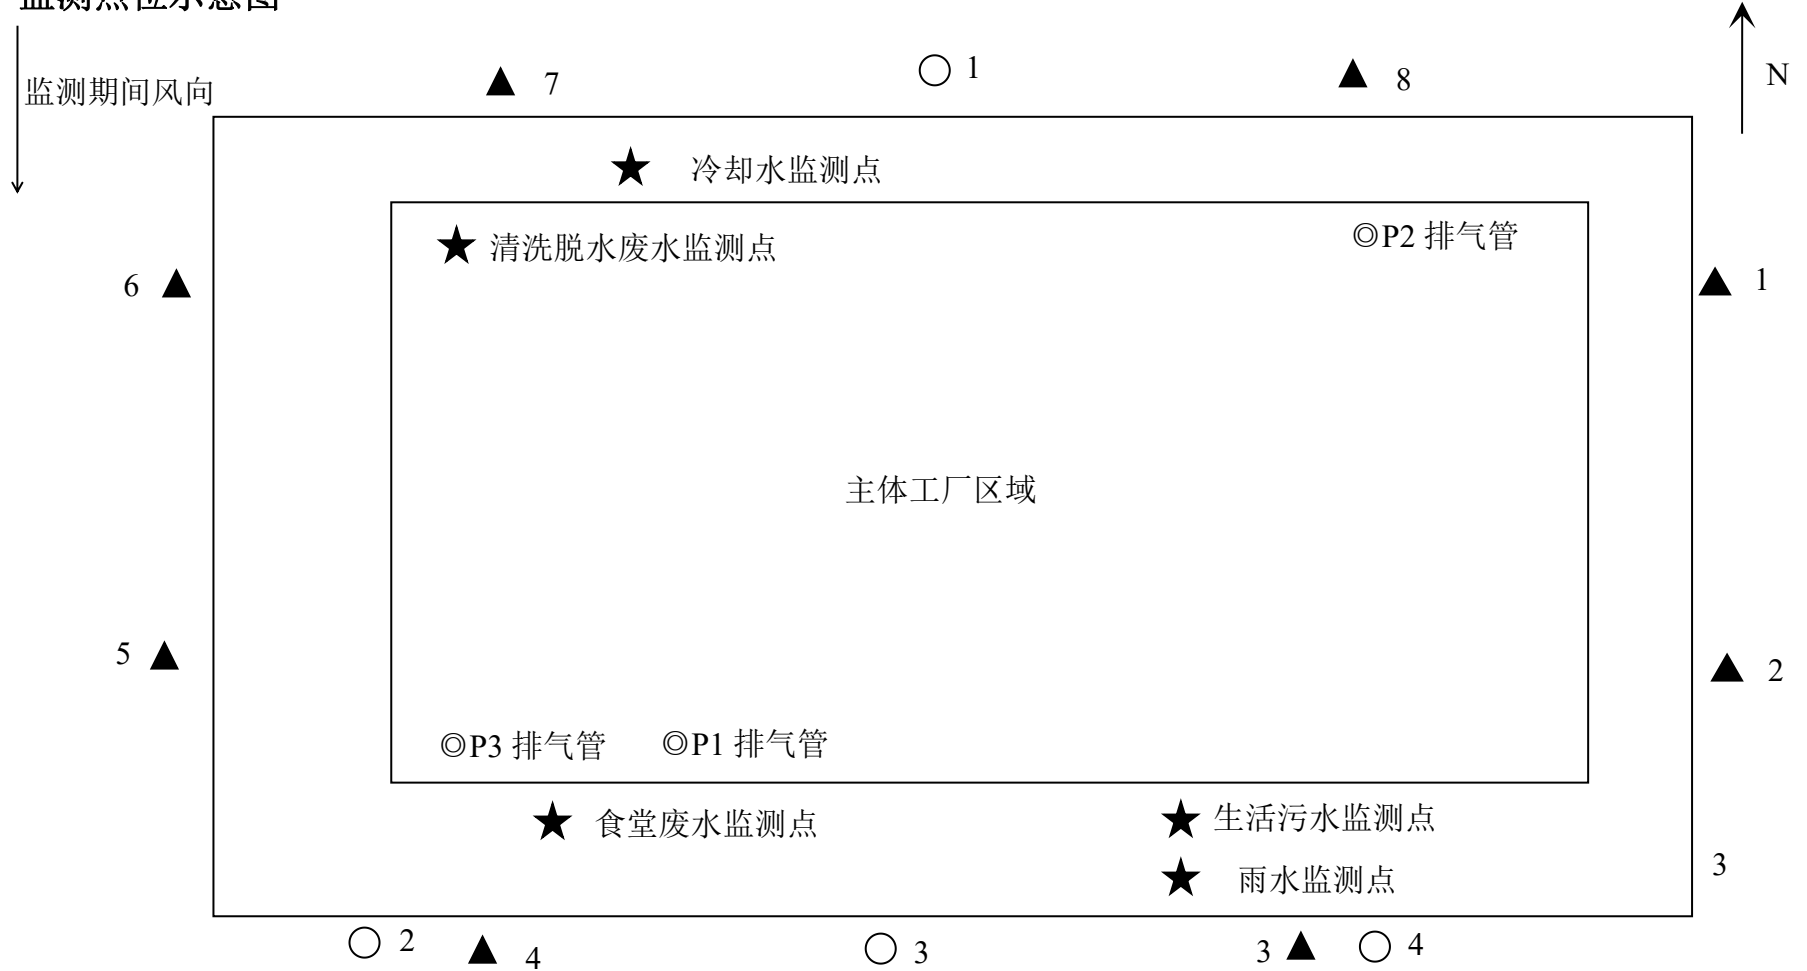 监测点位示意图
监测期间风向
▲ 7
○ 1
▲ 8
N
★ 冷却水监测点
★ 清洗脱水废水监测点
◎P2 排气管
6 ▲
▲ 1
主体工厂区域
5 ▲
▲ 2
◎P3 排气管
◎P1 排气管
★ 食堂废水监测点
★ 生活污水监测点
★ 雨水监测点
3
○ 2
▲ 4
○ 3
3 ▲
○ 4